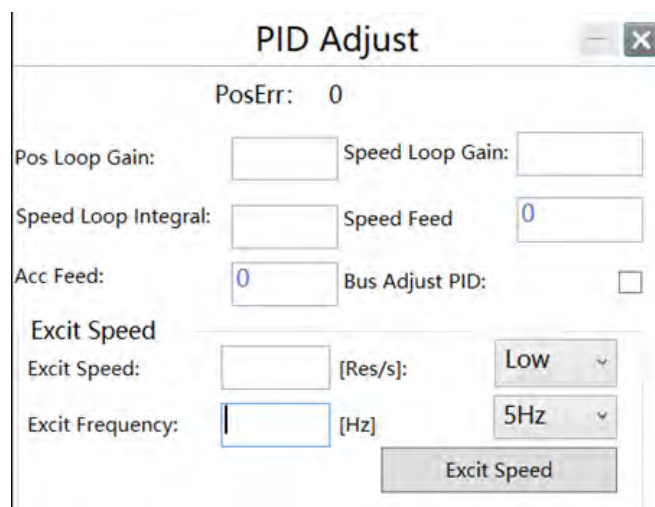 PID Adjust
PosErr: 0
Pos Loop Gain: Speed Loop Gain:
Speed Loop Integral: Speed Feed 0
Acc Feed: 0 Bus Adjust PID:
Excit Speed
Excit Speed: [Res/s]: Low
Excit Frequency: [Hz] 5Hz
Excit Speed